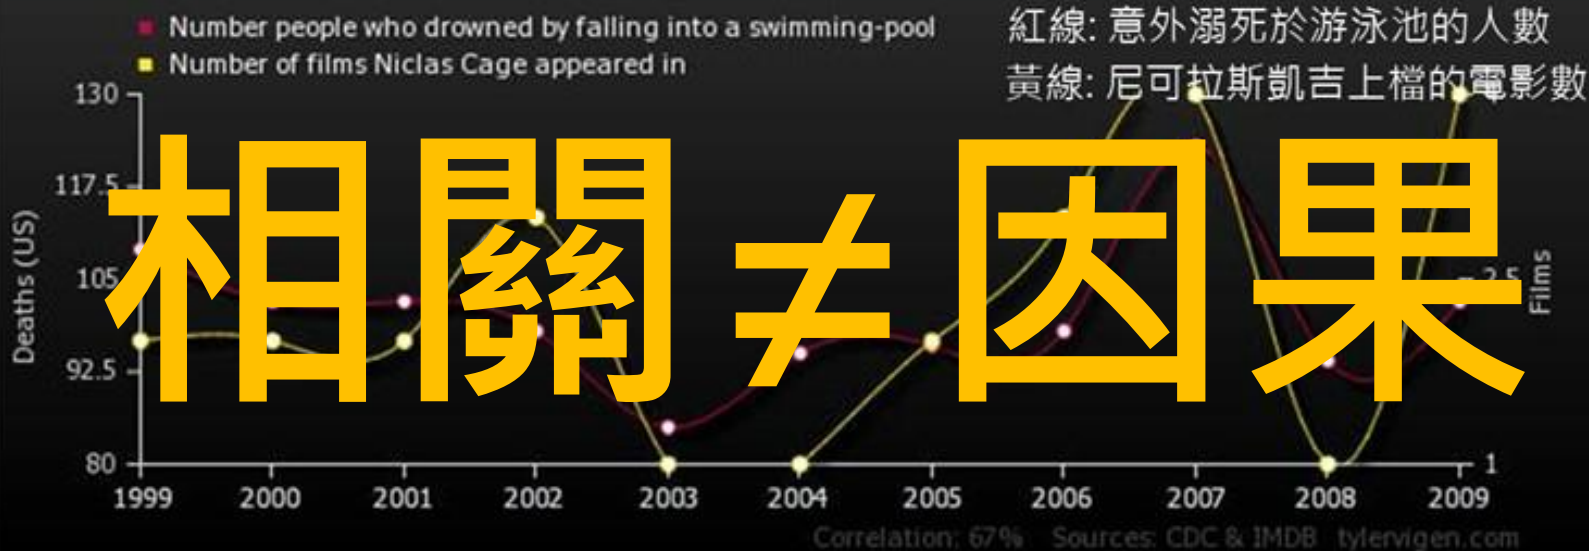 Number people who drowned by falling into a swimming-pool
Number of films Niclas Cage appeared in
紅線: 意外溺死於游泳池的人數
黃線: 尼可拉斯凱吉上檔的電影數
130
117.5
105
92.5
80
Deaths (US)
相關≠因果
2.5
1
Films
1999 2000 2001 2002 2003 2004 2005 2006 2007 2008 2009
Correlation: 67% Sources: CDC & IMDB tylervigen.com